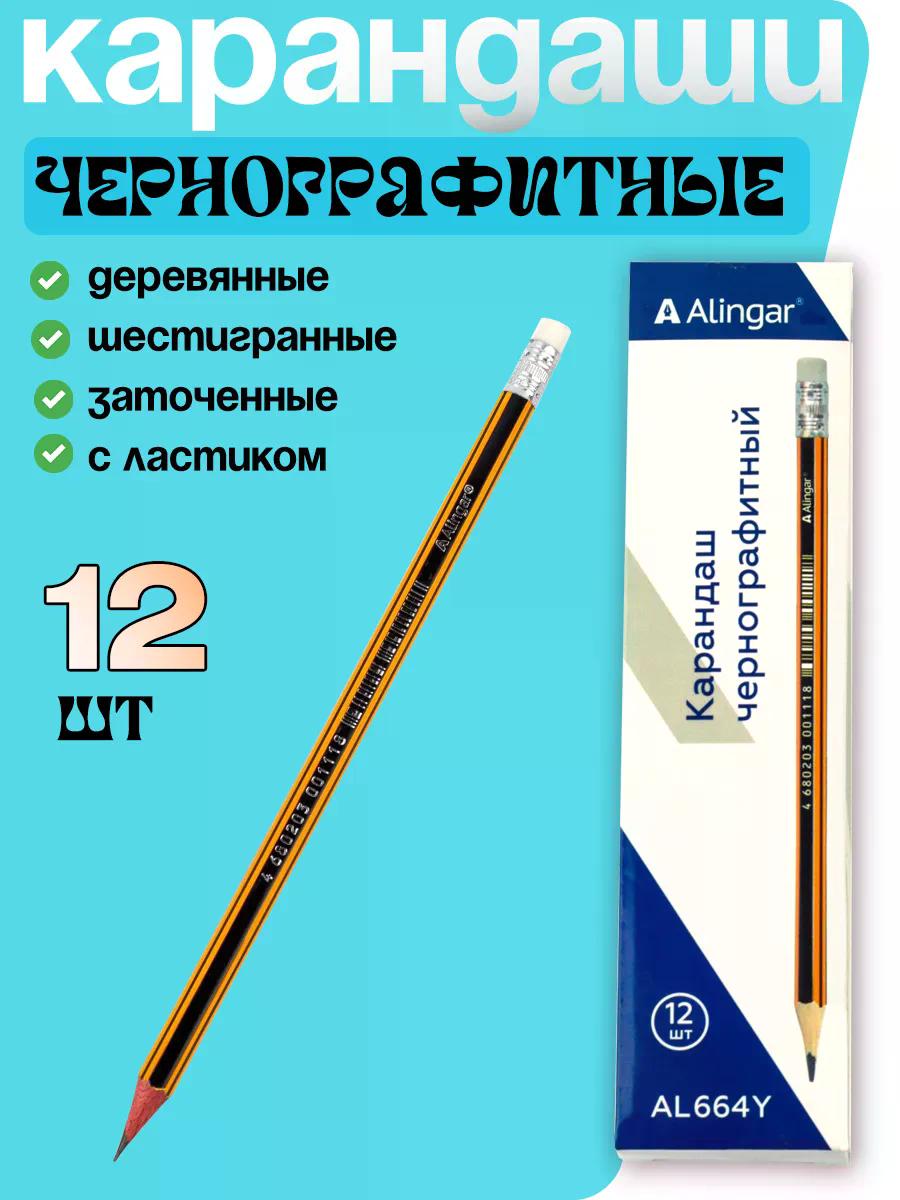 карандаши
ЧЕРНОГРАФИТНЫЕ
деревянные
шестигранные
заточенные
с ластиком
12
шт
Alingar®
4 680203 001118
Alingar®
Карандаш
чернографитный
Alingar®
4 680203 001118
12
шт
AL664Y